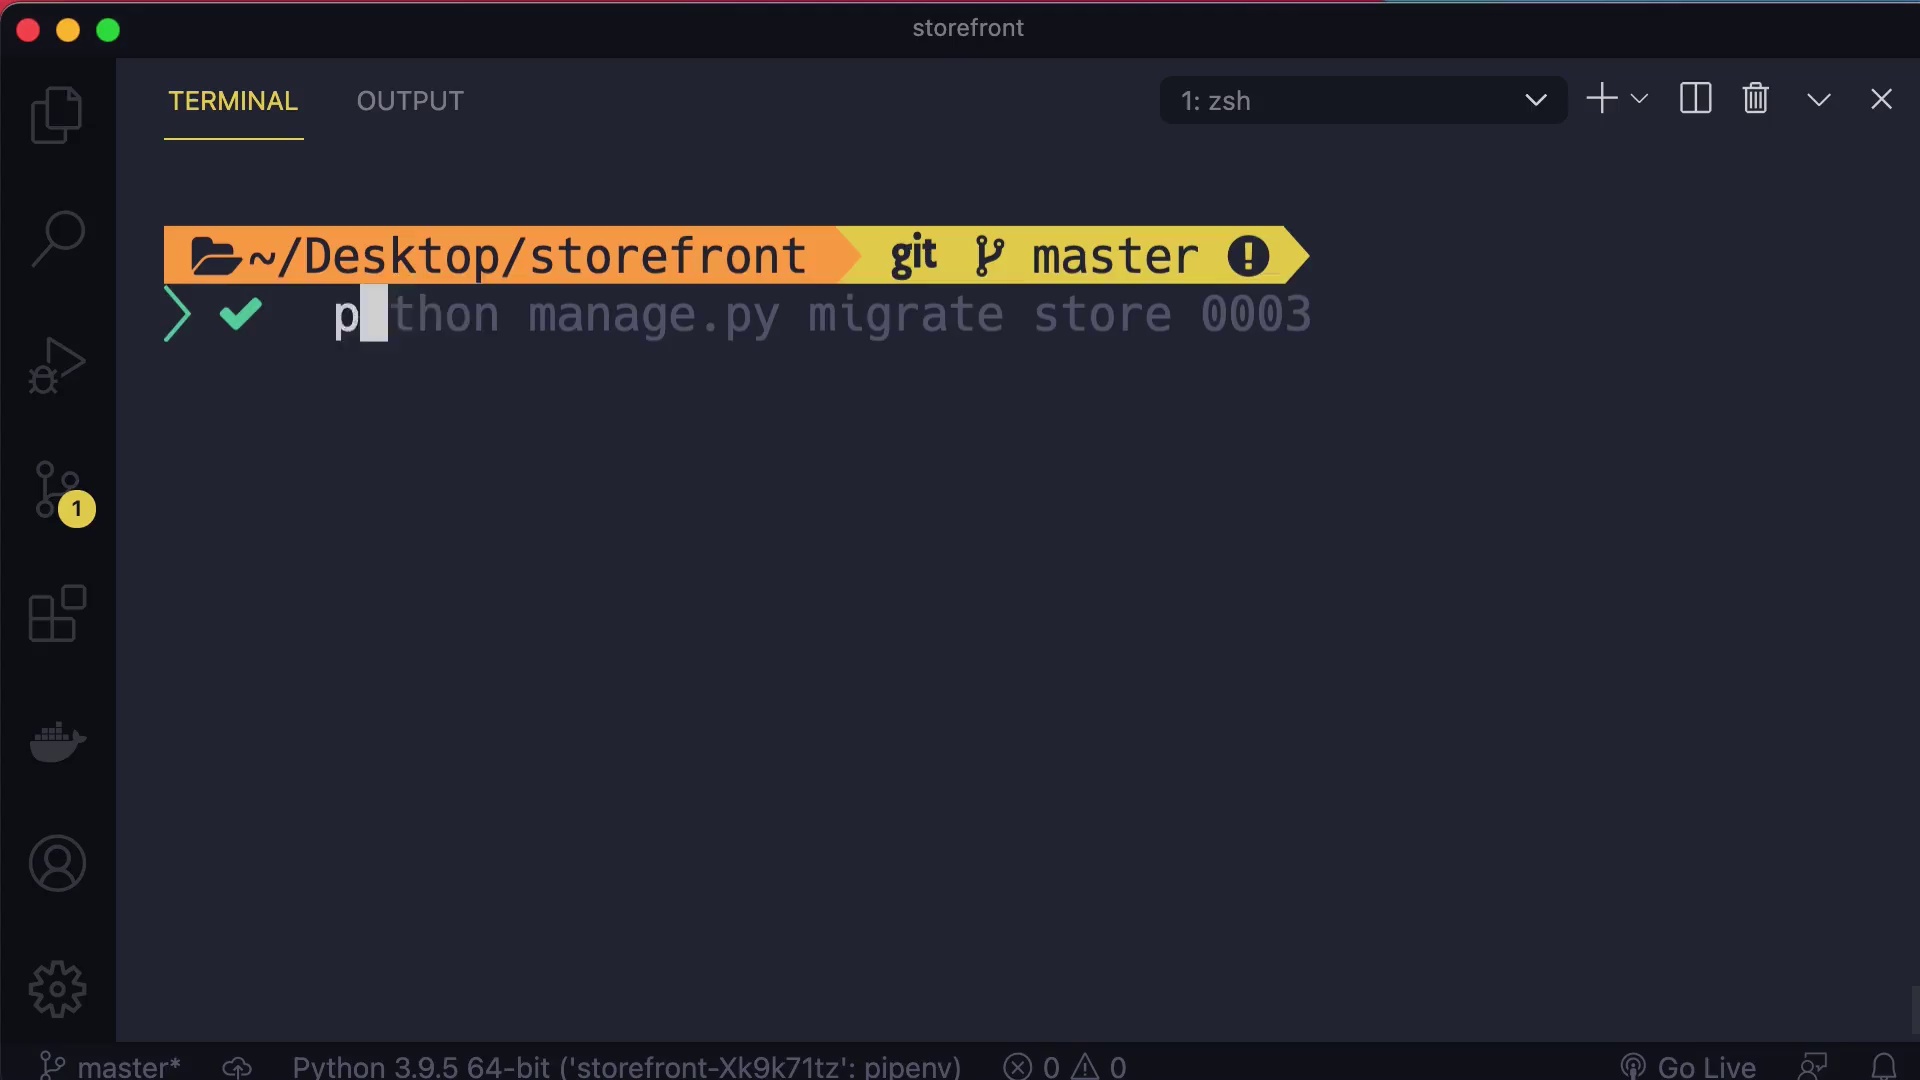 storefront
TERMINAL OUTPUT 1: zsh
~/Desktop/storefront git master
python manage.py migrate store 0003
1
master* Python 3.9.5 64-bit ('storefront-Xk9k71tz': pipenv) 0 0 Go Live